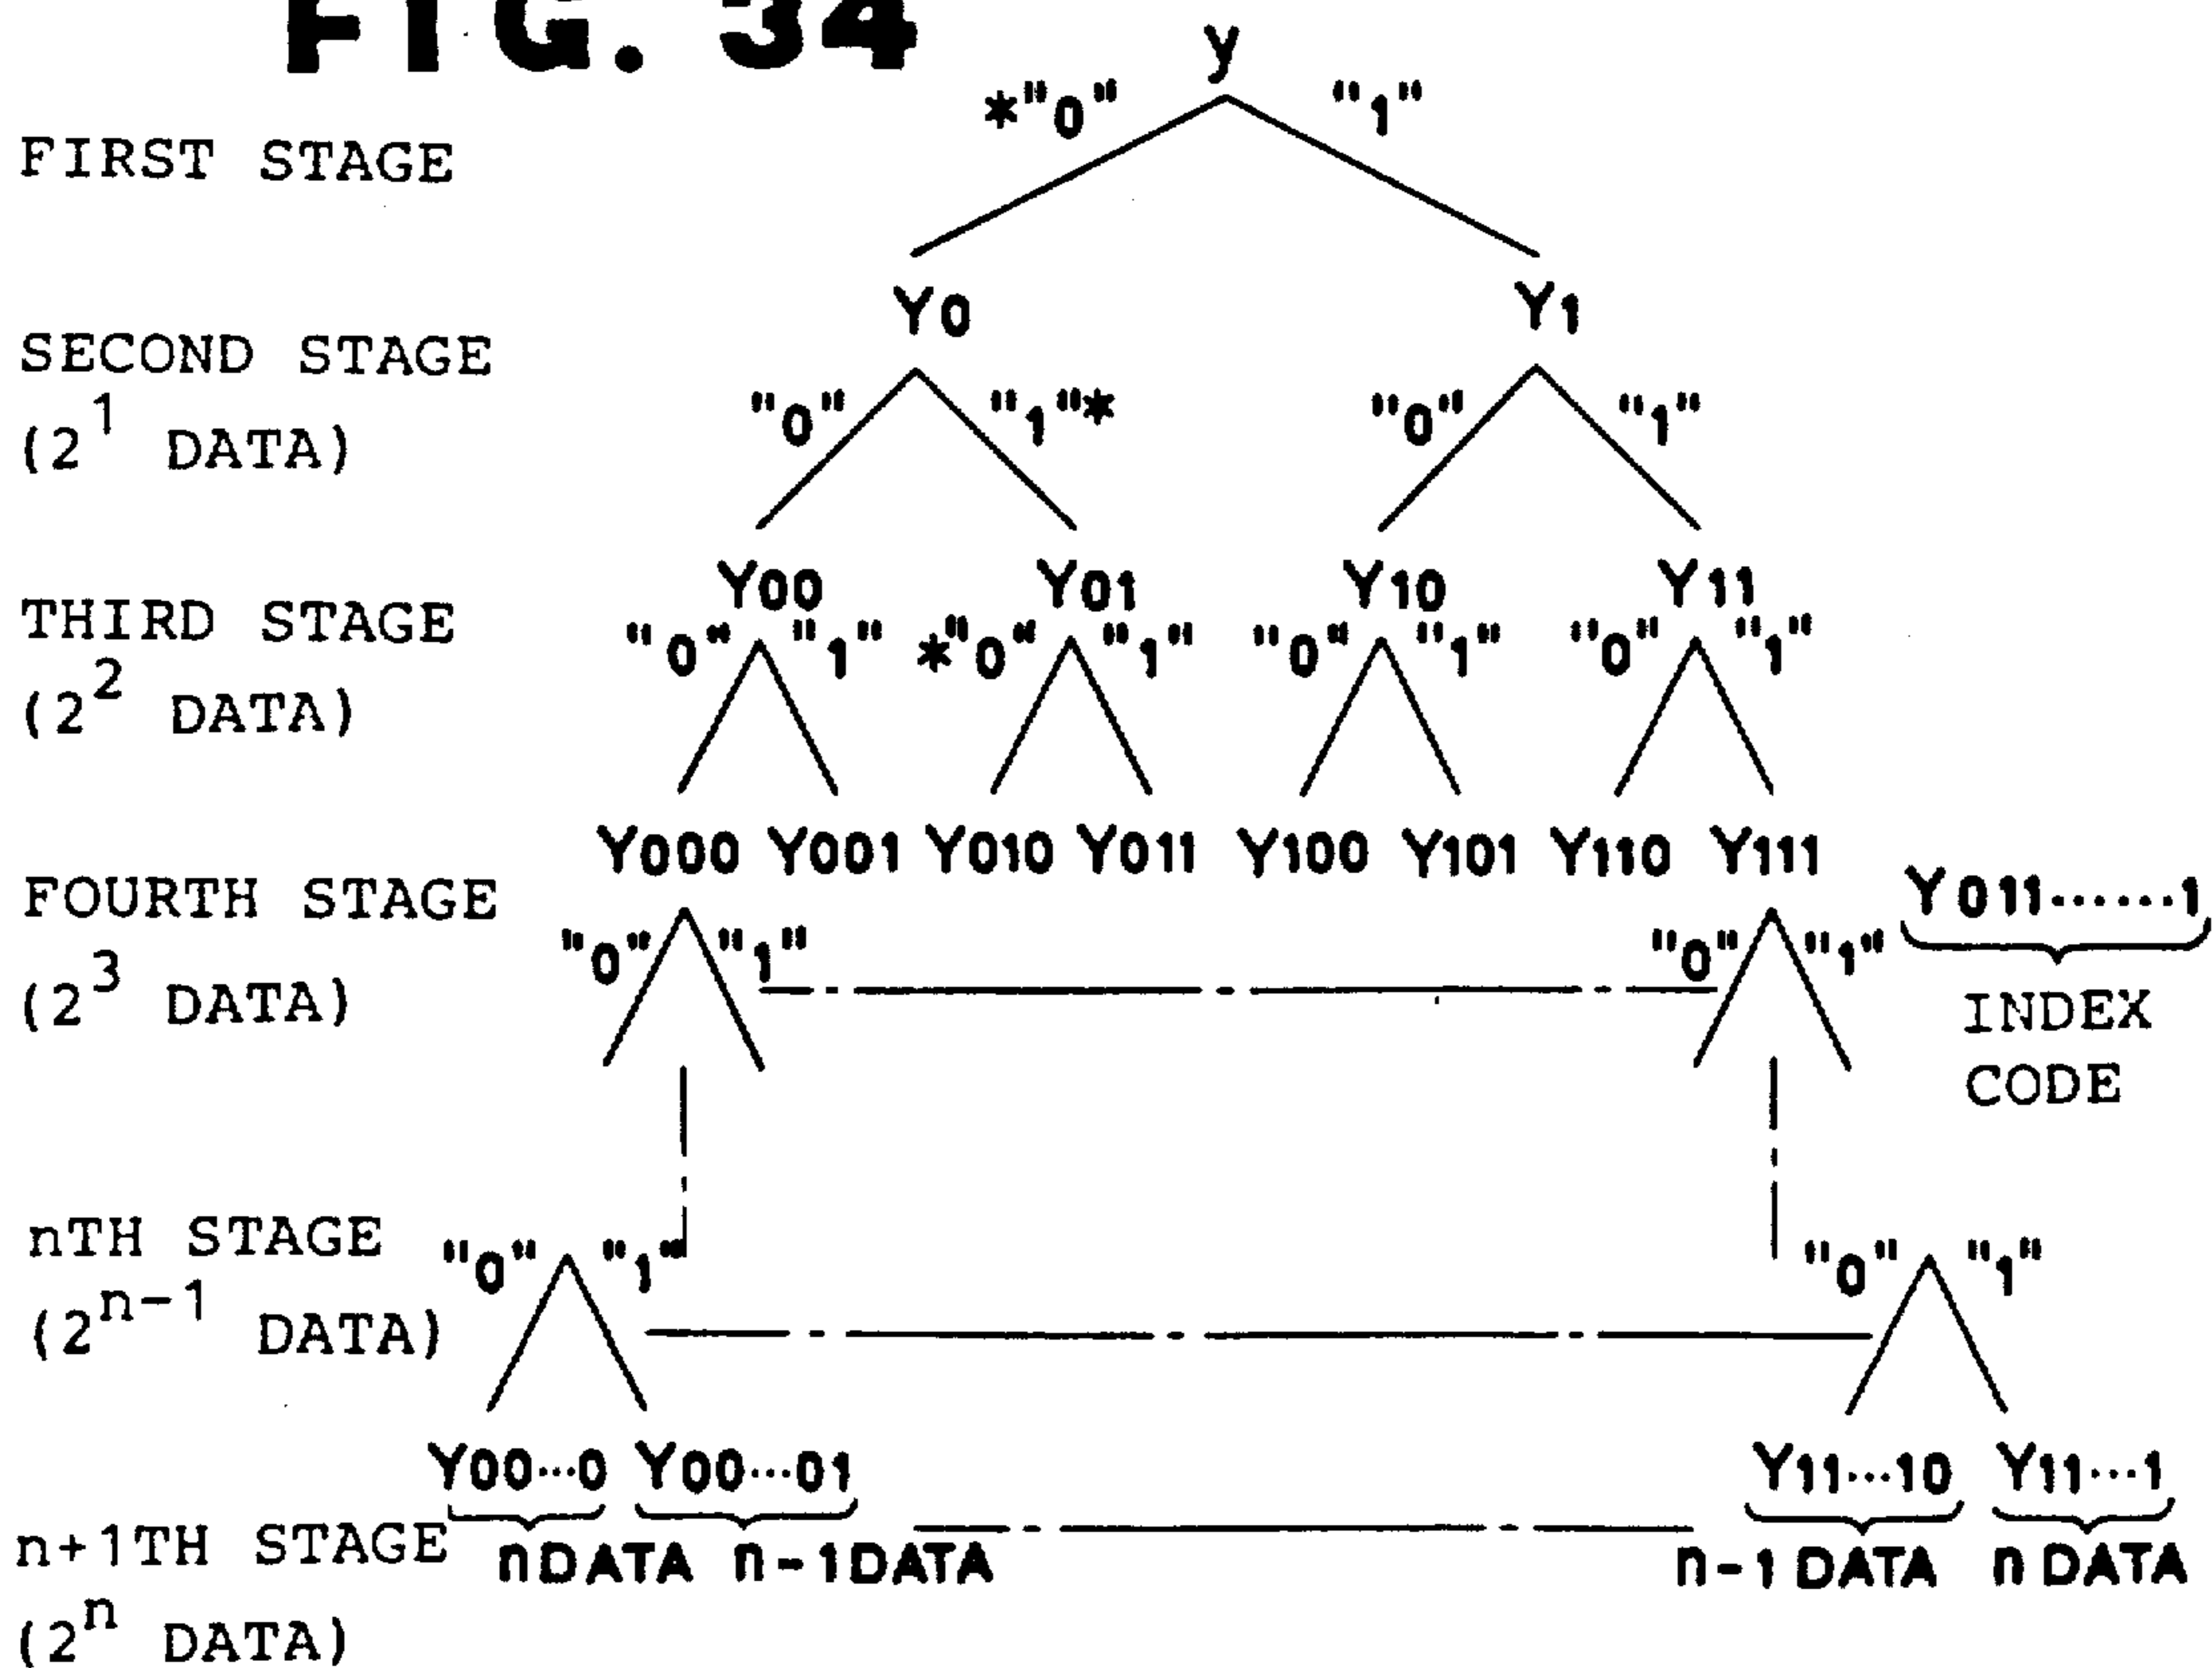 FIG. 34
y
*"0" "1"
FIRST STAGE
Y0 Y1
SECOND STAGE
(2^1 DATA)
"0" "1"* "0" "1"
Y00 Y01 Y10 Y11
THIRD STAGE
(2^2 DATA)
"0" "1" *"0" "1" "0" "1" "0" "1"
Y000 Y001 Y010 Y011 Y100 Y101 Y110 Y111
FOURTH STAGE
(2^3 DATA)
"0" "1" "0" "1"
Y011......1
INDEX
CODE
nTH STAGE
(2^n-1 DATA)
"0" "1" "0" "1"
Y00...0 Y00...01 Y11...10 Y11...1
n+1TH STAGE
nDATA n-1DATA n-1 DATA n DATA
(2^n DATA)